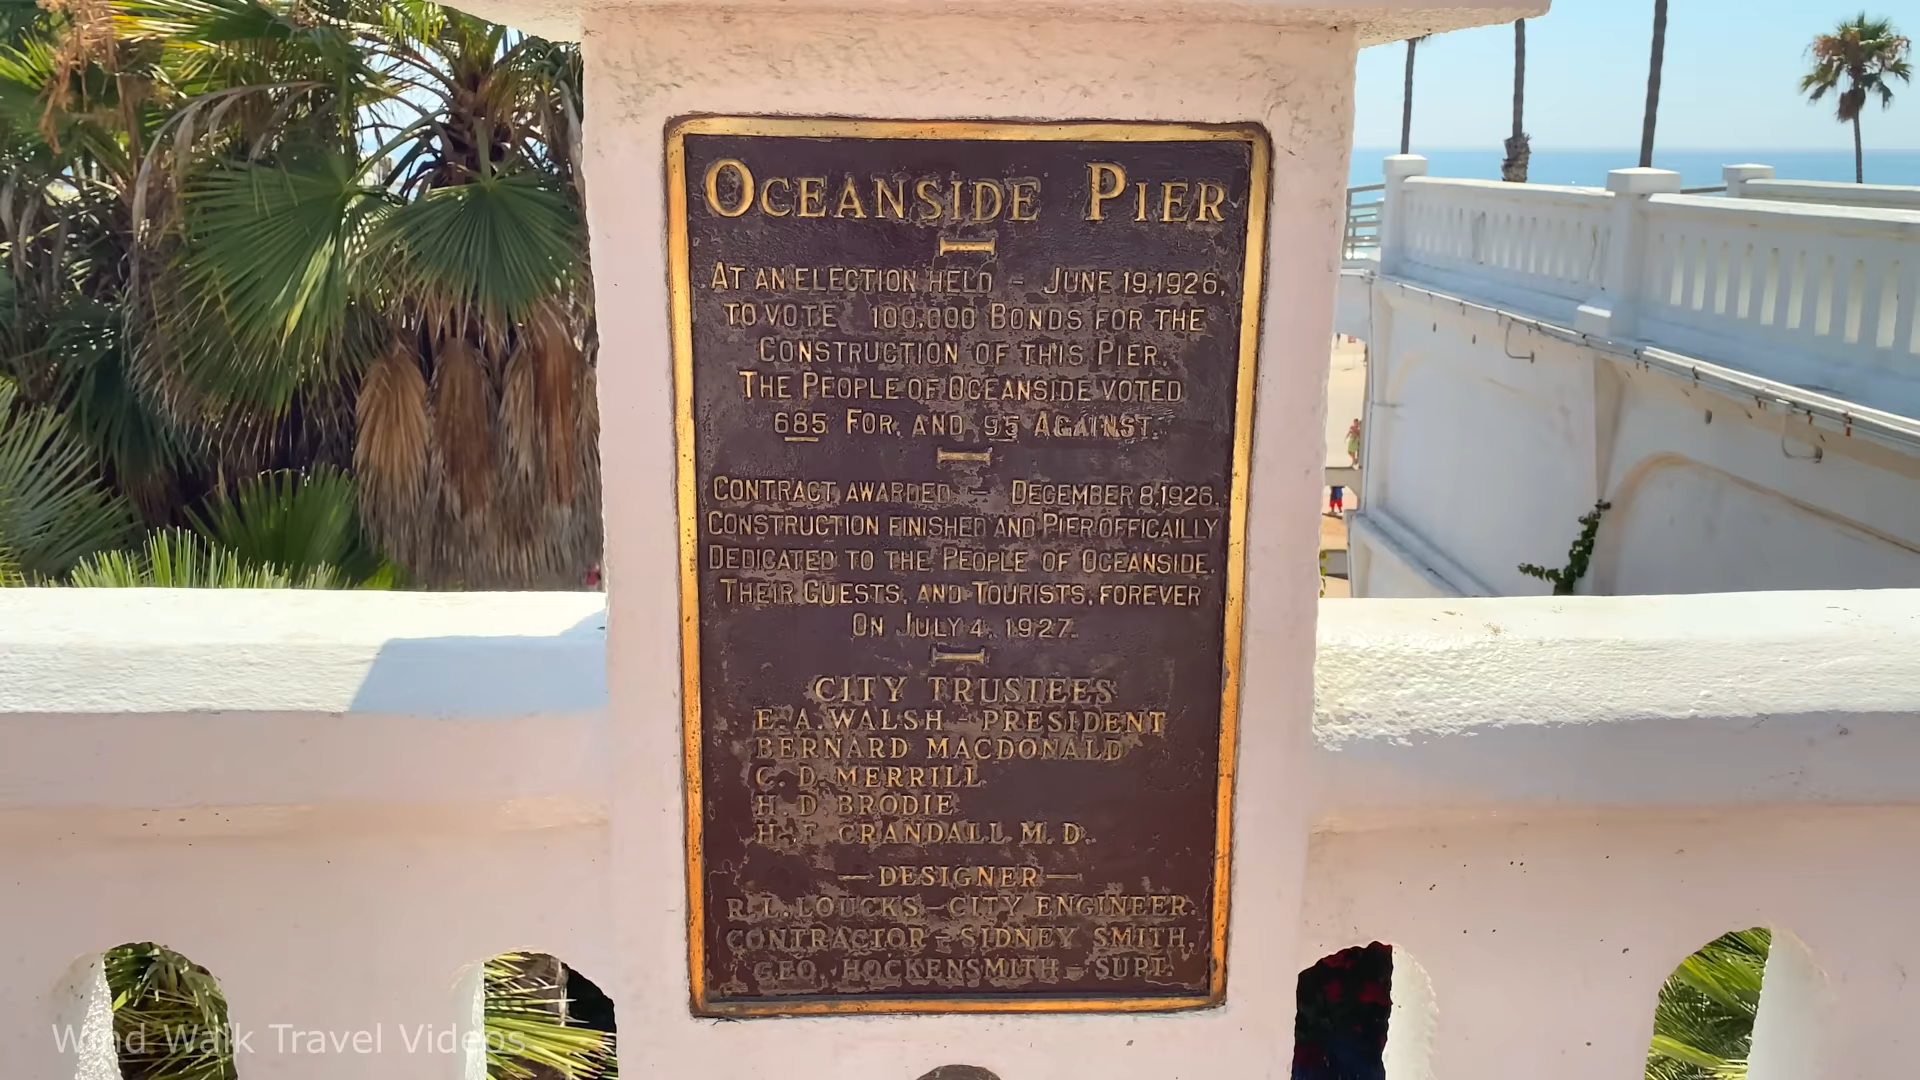 OCEANSIDE PIER
AT AN ELECTION HELD - JUNE 19, 1926,
TO VOTE 100,000 BONDS FOR THE
CONSTRUCTION OF THIS PIER.
THE PEOPLE OF OCEANSIDE VOTED
685 FOR, AND 95 AGAINST.
CONTRACT AWARDED - DECEMBER 8, 1926.
CONSTRUCTION FINISHED AND PIER OFFICAILLY
DEDICATED TO THE PEOPLE OF OCEANSIDE.
THEIR GUESTS, AND TOURISTS, FOREVER
ON JULY 4, 1927.
CITY TRUSTEES
E. A. WALSH - PRESIDENT
BERNARD MACDONALD
C. D. MERRILL
H. D. BRODIE
H. F. CRANDALL M. D.
—DESIGNER—
R. L. LOUCKS - CITY ENGINEER.
CONTRACTOR - SIDNEY SMITH.
GEO. HOCKENSMITH - SUPT.
Wind Walk Travel Videos